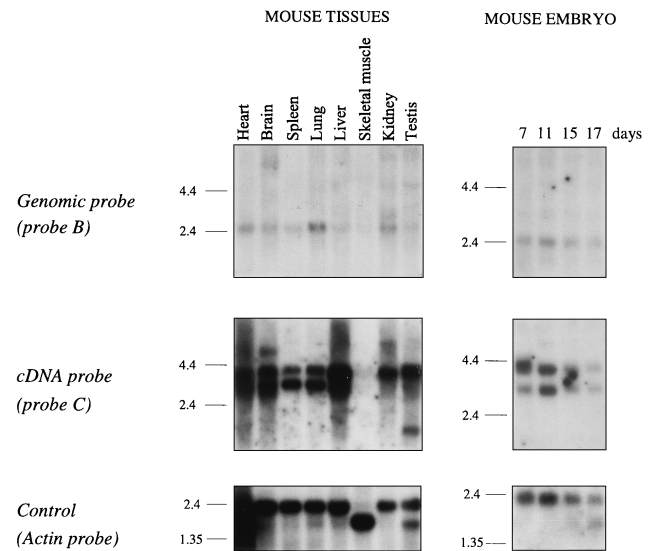 MOUSE TISSUES
MOUSE EMBRYO
Heart
Brain
Spleen
Lung
Liver
Skeletal muscle
Kidney
Testis
7 11 15 17 days
Genomic probe
(probe B)
4.4
2.4
4.4
2.4
cDNA probe
(probe C)
4.4
2.4
4.4
2.4
Control
(Actin probe)
2.4
1.35
2.4
1.35